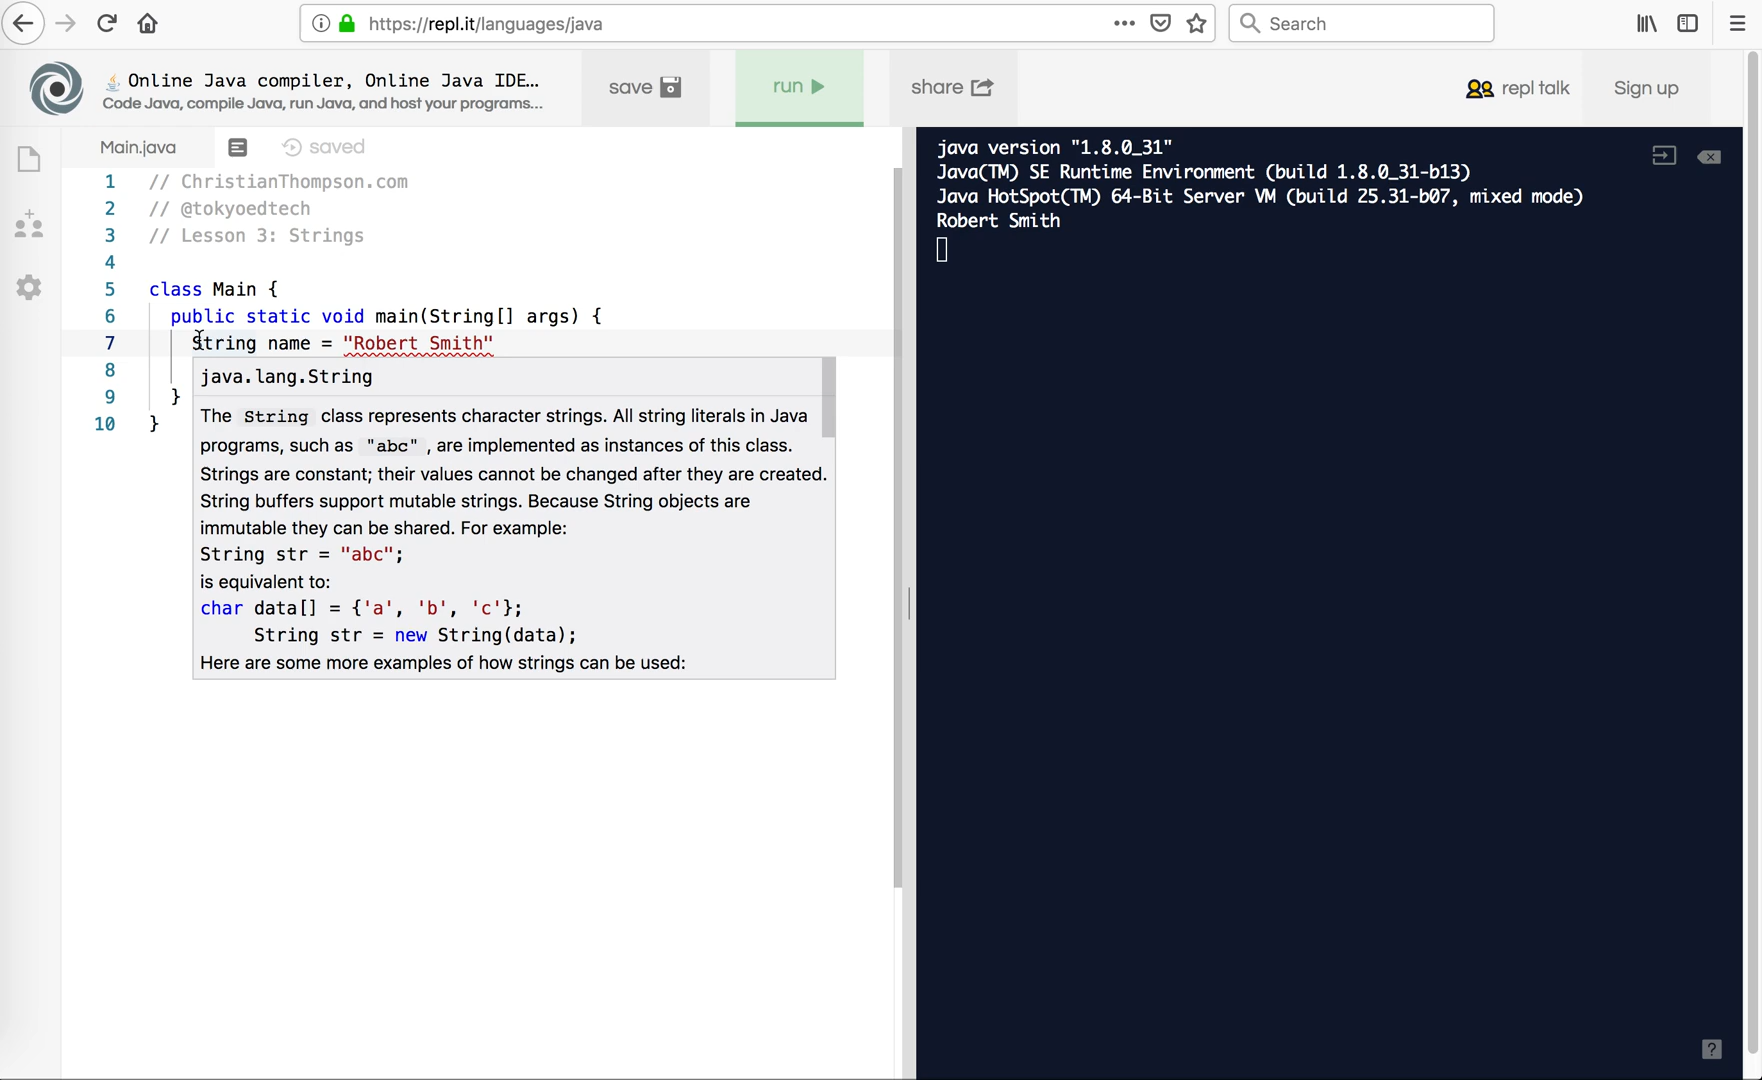 https://repl.it/languages/java
Search
Online Java compiler, Online Java IDE...
Code Java, compile Java, run Java, and host your programs...
save
run
share
repl talk
Sign up
Main.java
saved
1 // ChristianThompson.com
2 // @tokyoedtech
3 // Lesson 3: Strings
4
5 class Main {
6 public static void main(String[] args) {
7 String name = "Robert Smith"
8
9 }
10 }
java.lang.String
The String class represents character strings. All string literals in Java
programs, such as "abc" , are implemented as instances of this class.
Strings are constant; their values cannot be changed after they are created.
String buffers support mutable strings. Because String objects are
immutable they can be shared. For example:
String str = "abc";
is equivalent to:
char data[] = {'a', 'b', 'c'};
String str = new String(data);
Here are some more examples of how strings can be used:
java version "1.8.0_31"
Java(TM) SE Runtime Environment (build 1.8.0_31-b13)
Java HotSpot(TM) 64-Bit Server VM (build 25.31-b07, mixed mode)
Robert Smith
?